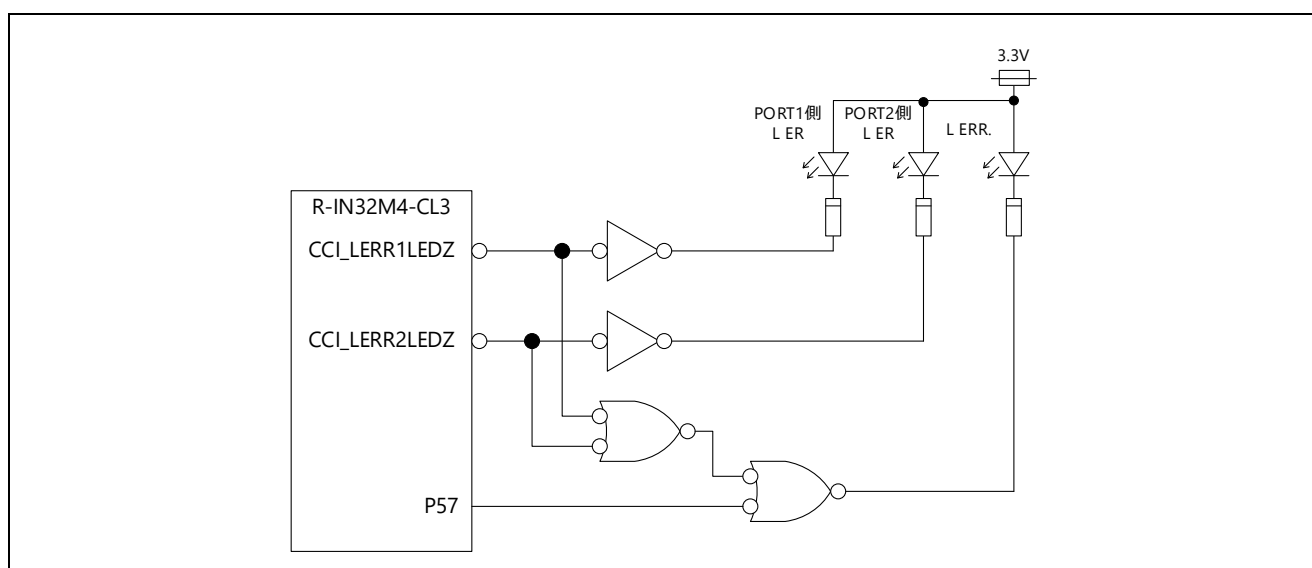 3.3V
PORT1側
L ER
PORT2側
L ER
L ERR.
R-IN32M4-CL3
CCI_LERR1LEDZ
CCI_LERR2LEDZ
P57